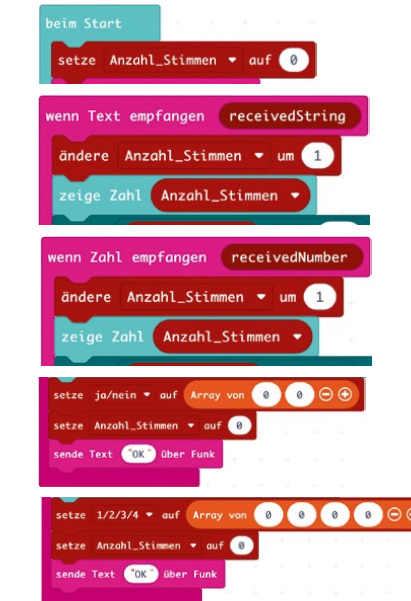 beim Start
setze Anzahl_Stimmen auf 0
wenn Text empfangen receivedString
ändere Anzahl_Stimmen um 1
zeige Zahl Anzahl_Stimmen
wenn Zahl empfangen receivedNumber
ändere Anzahl_Stimmen um 1
zeige Zahl Anzahl_Stimmen
setze ja/nein auf Array von 0 0
setze Anzahl_Stimmen auf 0
sende Text "OK" über Funk
setze 1/2/3/4 auf Array von 0 0 0 0
setze Anzahl_Stimmen auf 0
sende Text "OK" über Funk